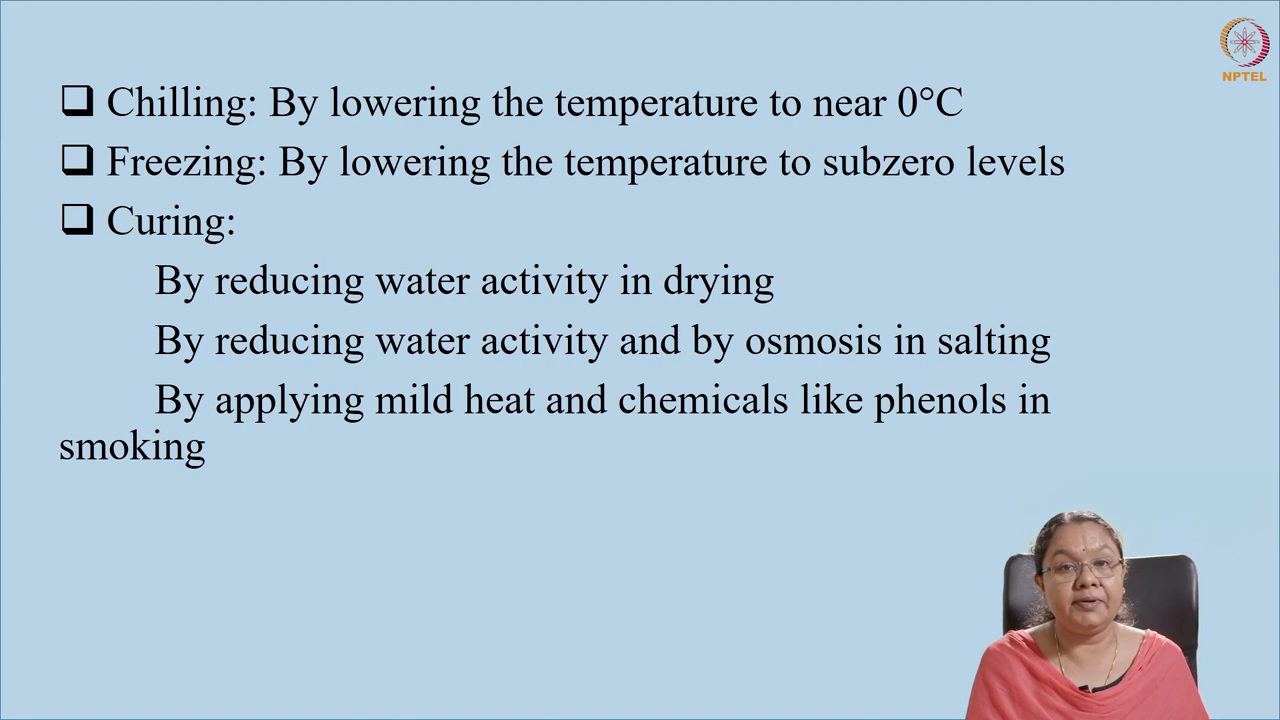 NPTEL
❑ Chilling: By lowering the temperature to near 0°C
❑ Freezing: By lowering the temperature to subzero levels
❑ Curing:
By reducing water activity in drying
By reducing water activity and by osmosis in salting
By applying mild heat and chemicals like phenols in
smoking